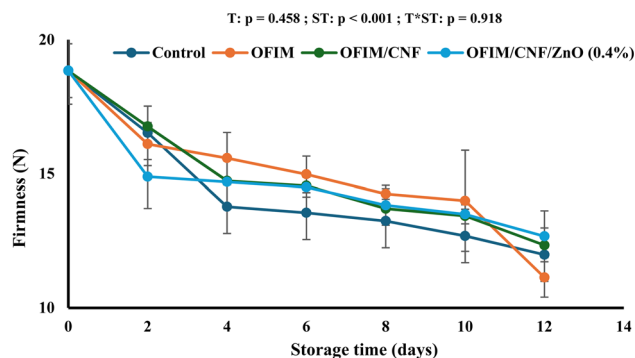 T: p = 0.458 ; ST: p < 0.001 ; T*ST: p = 0.918
Control OFIM OFIM/CNF OFIM/CNF/ZnO (0.4%)
20
15
10
Firmness (N)
0 2 4 6 8 10 12 14
Storage time (days)